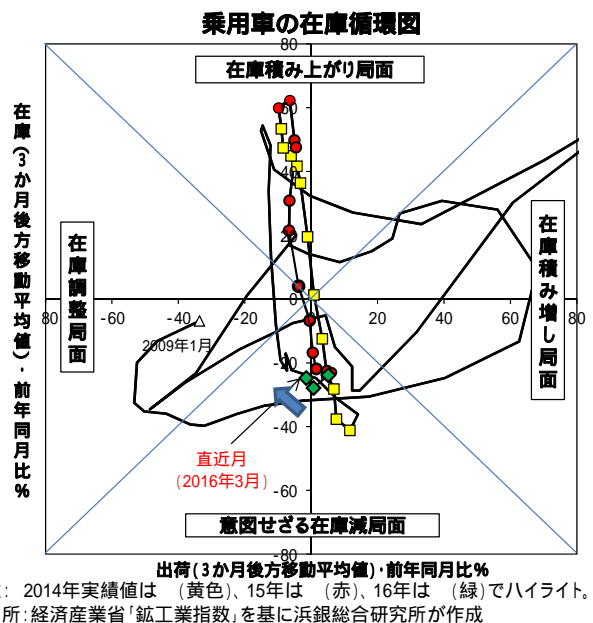 乗用車の在庫循環図
在庫(3か月後方移動平均値)・前年同月比%
80
在庫積み上がり局面
60
40
20
在庫調整局面
在庫積み増し局面
0
-60
-40
-20
0
20
40
60
80
2009年1月
-20
直近月
(2016年3月)
-40
-60
意図せざる在庫減局面
-80
出荷(3か月後方移動平均値)・前年同月比%
: 2014年実績値は (黄色)、15年は (赤)、16年は (緑)でハイライト。
所:経済産業省「鉱工業指数」を基に浜銀総合研究所が作成